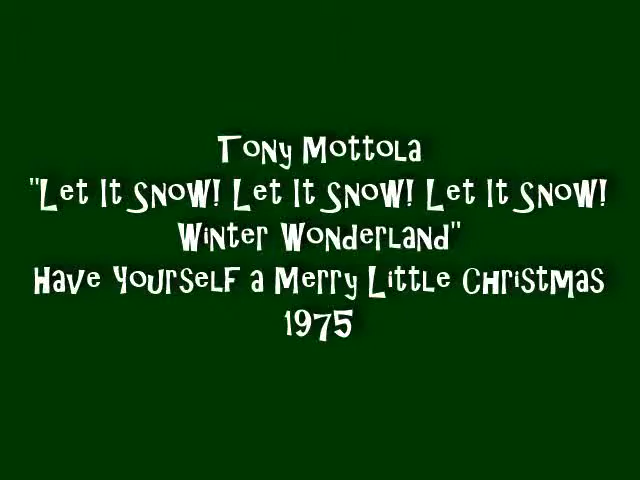 Tony Mottola
"Let It Snow! Let It Snow! Let It Snow!
Winter Wonderland"
Have Yourself a Merry Little Christmas
1975